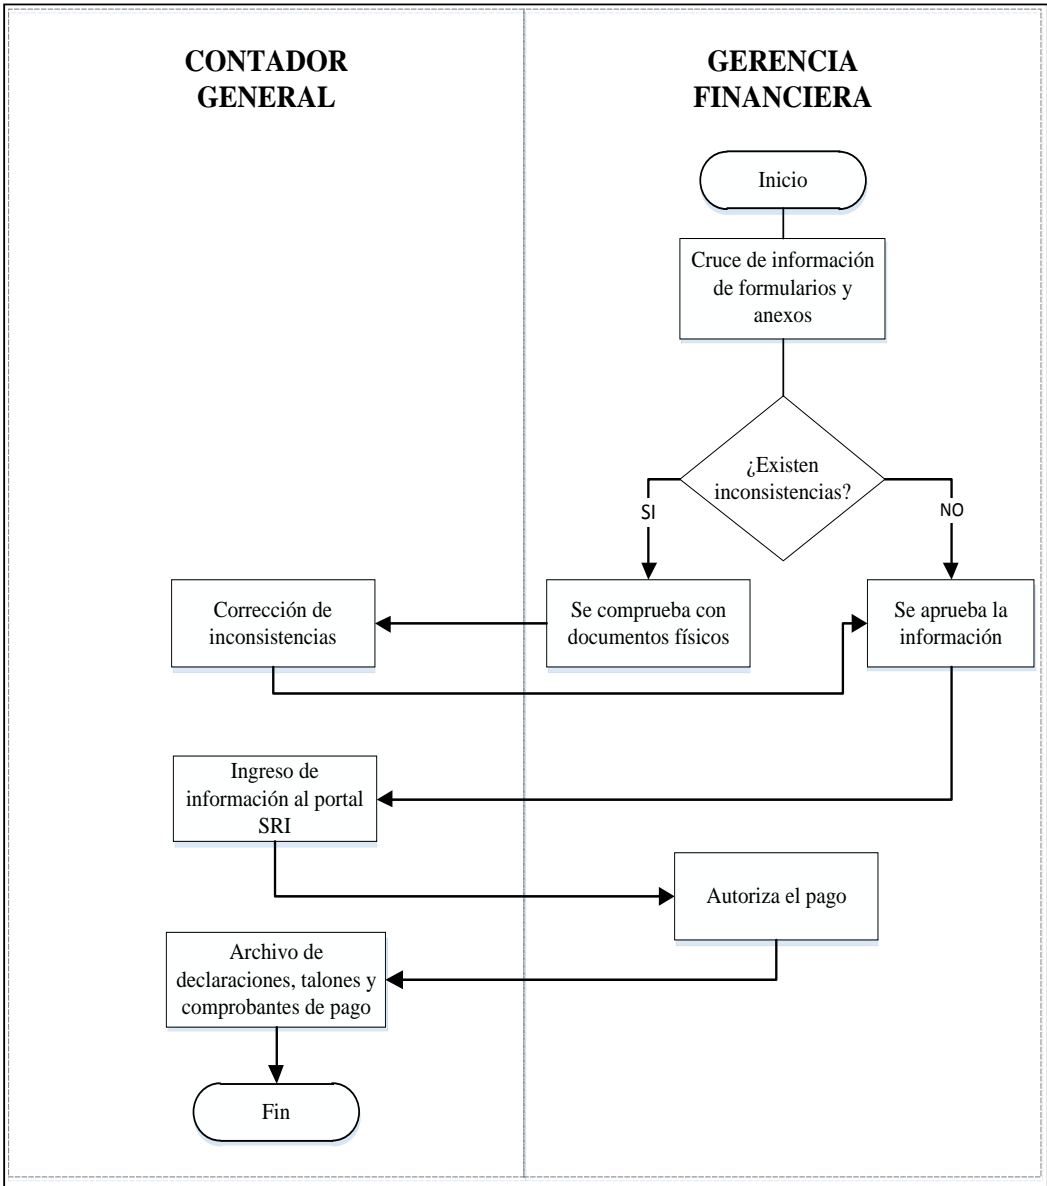 CONTADOR
GENERAL
GERENCIA
FINANCIERA
Inicio
Cruce de información
de formularios y
anexos
¿Existen
inconsistencias?
SI
NO
Corrección de
inconsistencias
Se comprueba con
documentos físicos
Se aprueba la
información
Ingreso de
información al portal
SRI
Autoriza el pago
Archivo de
declaraciones, talones y
comprobantes de pago
Fin